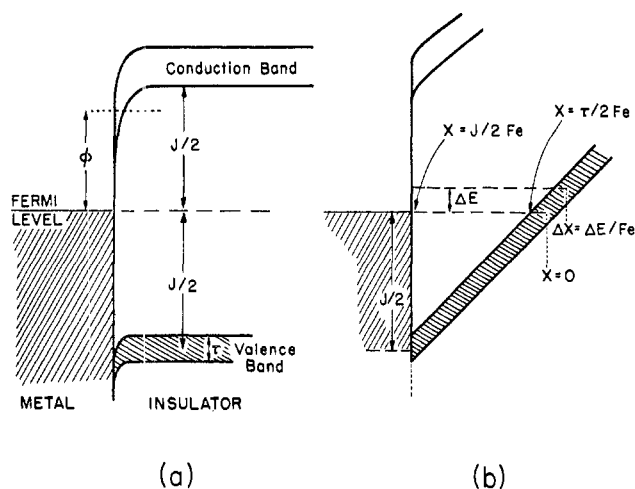 Conduction Band
J/2
ϕ
FERMI
LEVEL
J/2
τ
Valence
Band
METAL
INSULATOR
(a)
X = J/2 Fe
X = τ/2 Fe
ΔE
ΔX = ΔE/Fe
X = O
J/2
(b)